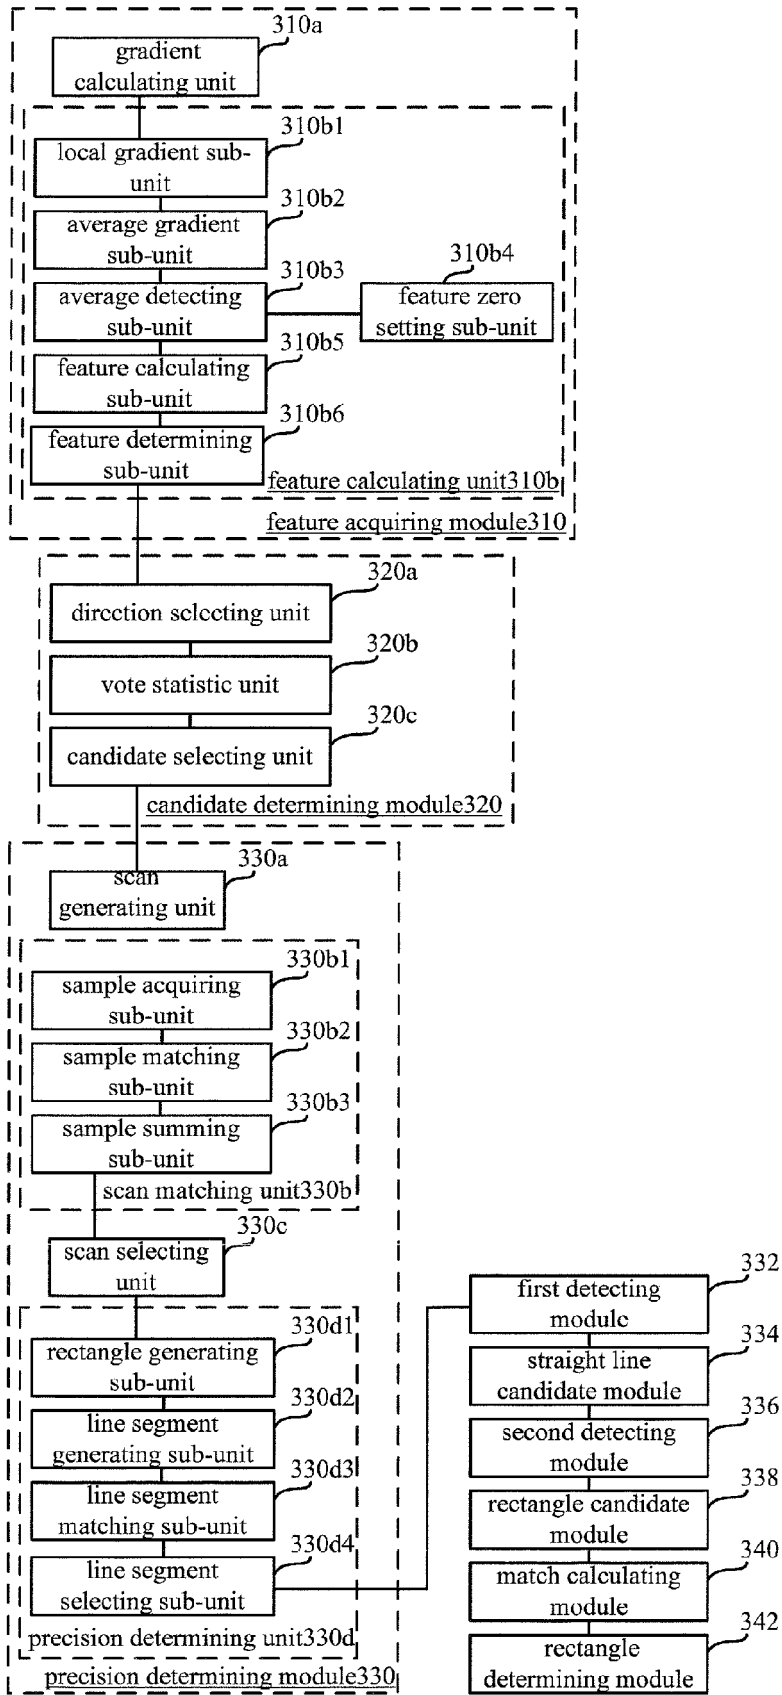 310a
gradient
calculating unit
310b1
local gradient sub-
unit
310b2
average gradient
sub-unit
310b3
average detecting
sub-unit
310b4
feature zero
setting sub-unit
310b5
feature calculating
sub-unit
310b6
feature determining
sub-unit
feature calculating unit310b
feature acquiring module310
320a
direction selecting unit
320b
vote statistic unit
320c
candidate selecting unit
candidate determining module320
330a
scan
generating unit
330b1
sample acquiring
sub-unit
330b2
sample matching
sub-unit
330b3
sample summing
sub-unit
scan matching unit330b
330c
scan selecting
unit
330d1
rectangle generating
sub-unit
330d2
line segment
generating sub-unit
330d3
line segment
matching sub-unit
330d4
line segment
selecting sub-unit
precision determining unit330d
precision determining module330
332
first detecting
module
334
straight line
candidate module
336
second detecting
module
338
rectangle candidate
module
340
match calculating
module
342
rectangle
determining module